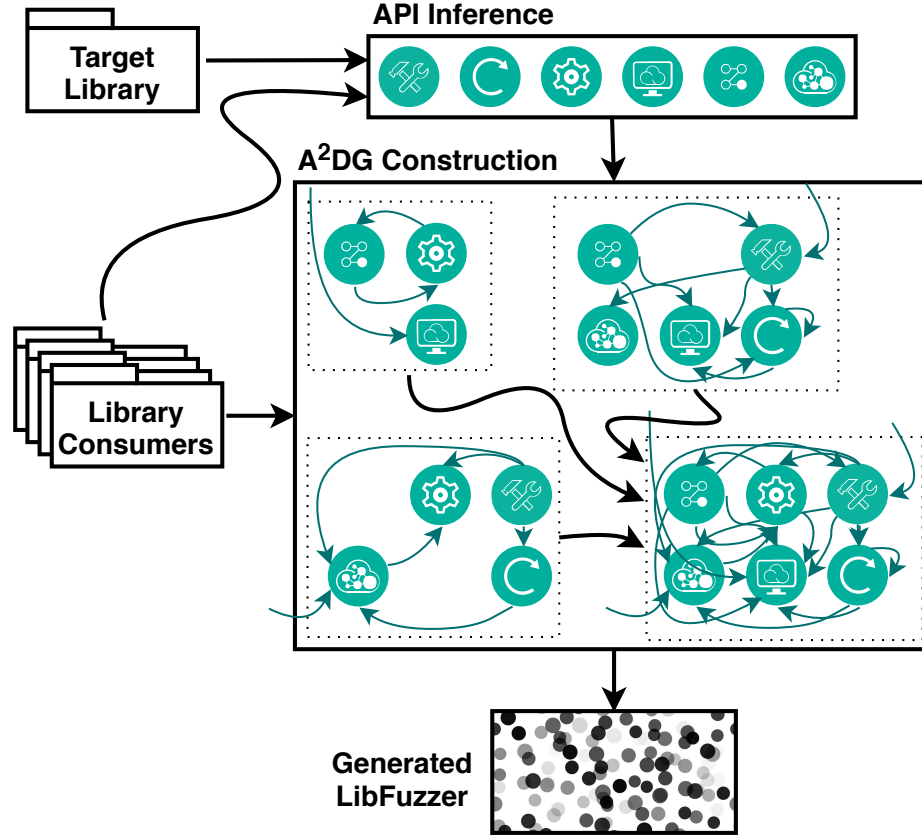 API Inference
Target
Library
A²DG Construction
Library
Consumers
Generated
LibFuzzer